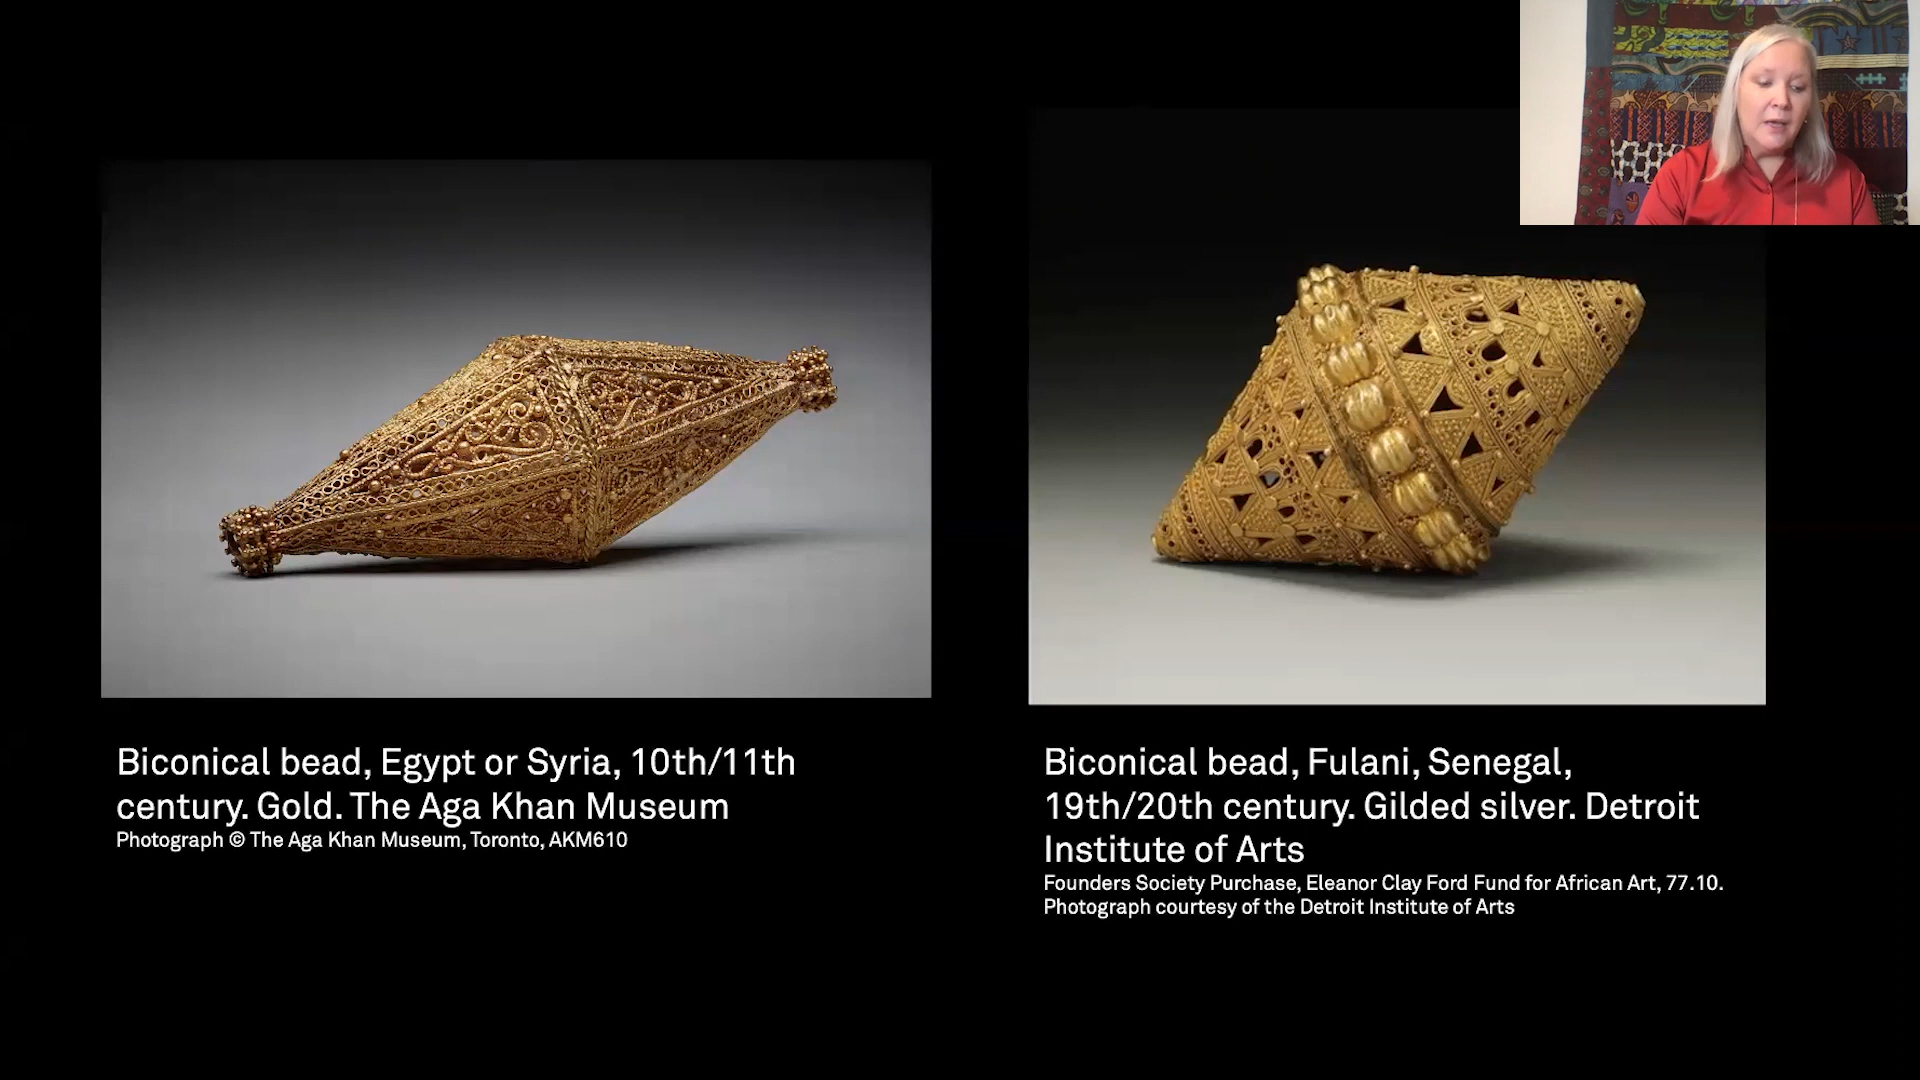 Biconical bead, Egypt or Syria, 10th/11th
century. Gold. The Aga Khan Museum
Photograph © The Aga Khan Museum, Toronto, AKM610
Biconical bead, Fulani, Senegal,
19th/20th century. Gilded silver. Detroit
Institute of Arts
Founders Society Purchase, Eleanor Clay Ford Fund for African Art, 77.10.
Photograph courtesy of the Detroit Institute of Arts